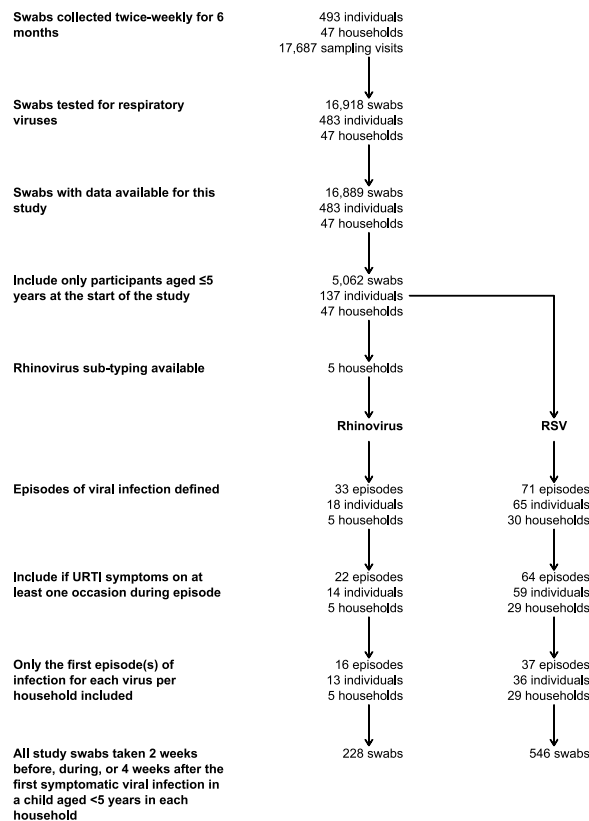 Swabs collected twice-weekly for 6
months
493 individuals
47 households
17,687 sampling visits
Swabs tested for respiratory
viruses
16,918 swabs
483 individuals
47 households
Swabs with data available for this
study
16,889 swabs
483 individuals
47 households
Include only participants aged ≤5
years at the start of the study
5,062 swabs
137 individuals
47 households
Rhinovirus sub-typing available
5 households
Rhinovirus
RSV
Episodes of viral infection defined
33 episodes
18 individuals
5 households
71 episodes
65 individuals
30 households
Include if URTI symptoms on at
least one occasion during episode
22 episodes
14 individuals
5 households
64 episodes
59 individuals
29 households
Only the first episode(s) of
infection for each virus per
household included
16 episodes
13 individuals
5 households
37 episodes
36 individuals
29 households
All study swabs taken 2 weeks
before, during, or 4 weeks after the
first symptomatic viral infection in
a child aged <5 years in each
household
228 swabs
546 swabs